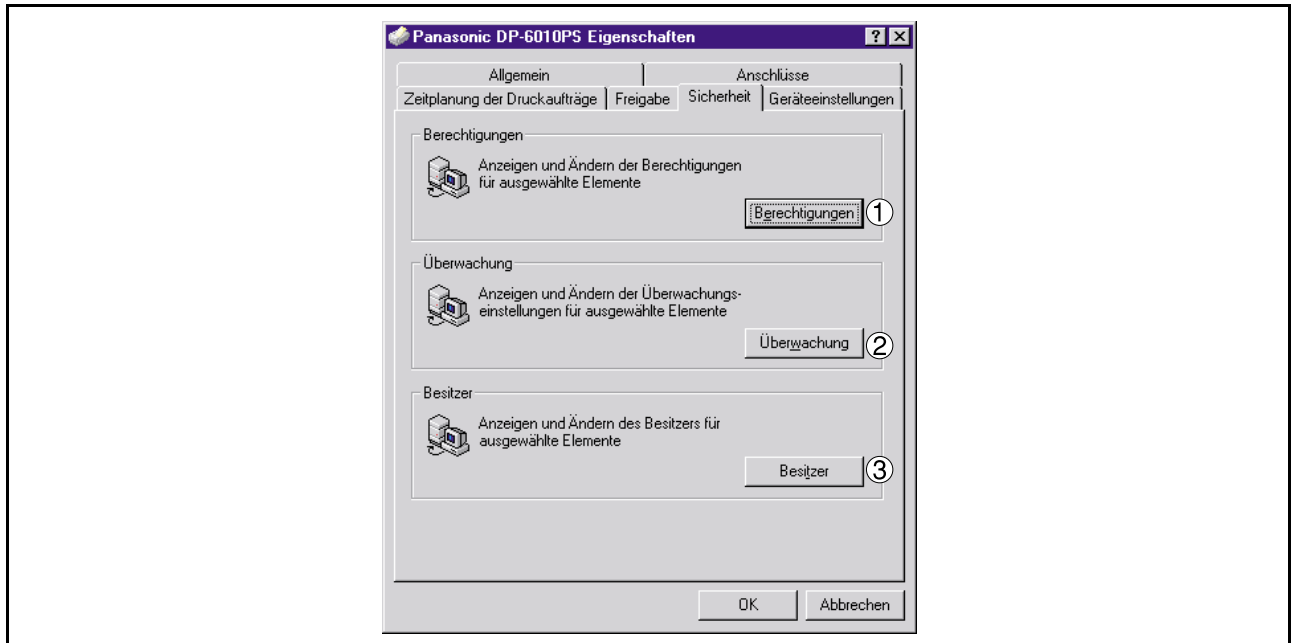 Panasonic DP-6010PS Eigenschaften
Allgemein Anschlüsse
Zeitplanung der Druckaufträge Freigabe Sicherheit Geräteeinstellungen
Berechtigungen
Anzeigen und Ändern der Berechtigungen
für ausgewählte Elemente
Berechtigungen ①
Überwachung
Anzeigen und Ändern der Überwachungs-
einstellungen für ausgewählte Elemente
Überwachung ②
Besitzer
Anzeigen und Ändern des Besitzers für
ausgewählte Elemente
Besitzer ③
OK Abbrechen